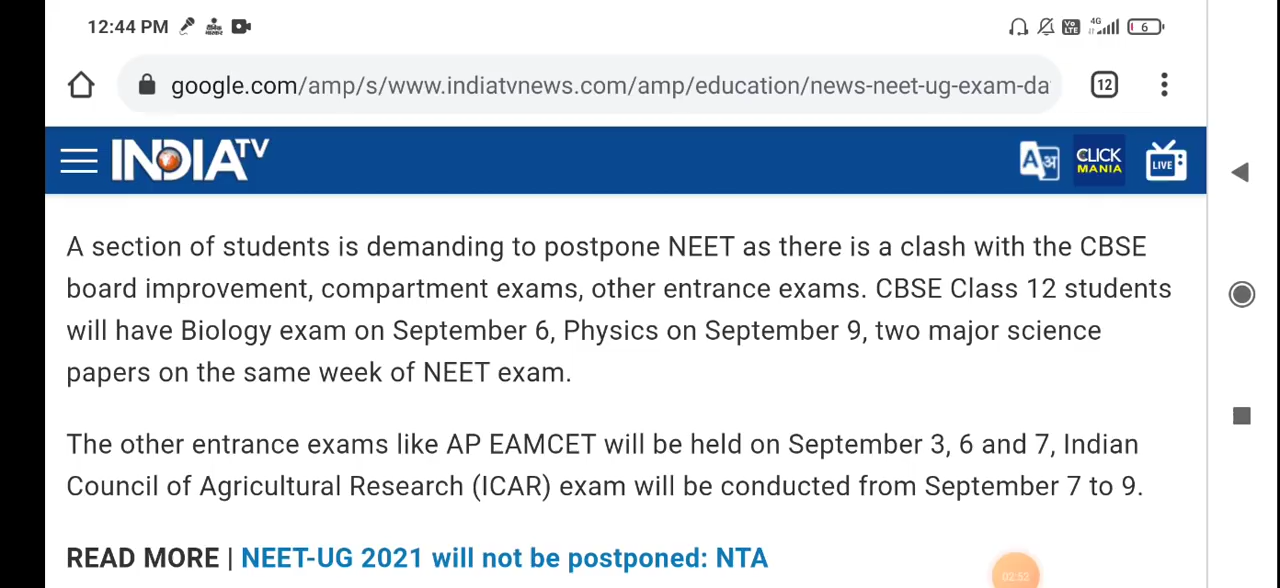 12:44 PM 4G 6
google.com/amp/s/www.indiatvnews.com/amp/education/news-neet-ug-exam-da 12
INDIA TV A अ CLICK MANIA LIVE
A section of students is demanding to postpone NEET as there is a clash with the CBSE
board improvement, compartment exams, other entrance exams. CBSE Class 12 students
will have Biology exam on September 6, Physics on September 9, two major science
papers on the same week of NEET exam.
The other entrance exams like AP EAMCET will be held on September 3, 6 and 7, Indian
Council of Agricultural Research (ICAR) exam will be conducted from September 7 to 9.
READ MORE | NEET-UG 2021 will not be postponed: NTA
02:52